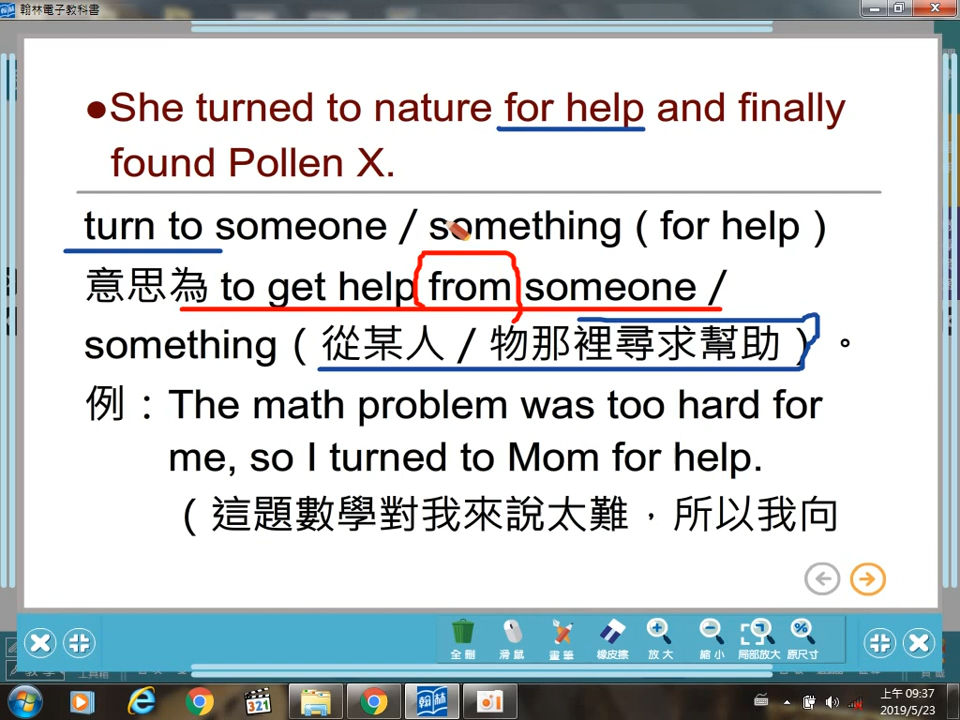 翰林電子教科書
●She turned to nature for help and finally
found Pollen X.
turn to someone / something ( for help )
意思為 to get help from someone /
something（從某人 / 物那裡尋求幫助）。
例：The math problem was too hard for
me, so I turned to Mom for help.
（這題數學對我來說太難，所以我向
全刪 滑鼠 畫筆 橡皮擦 放大 縮小 局部放大 原尺寸
翰林
321
上午 09:37
2019/5/23